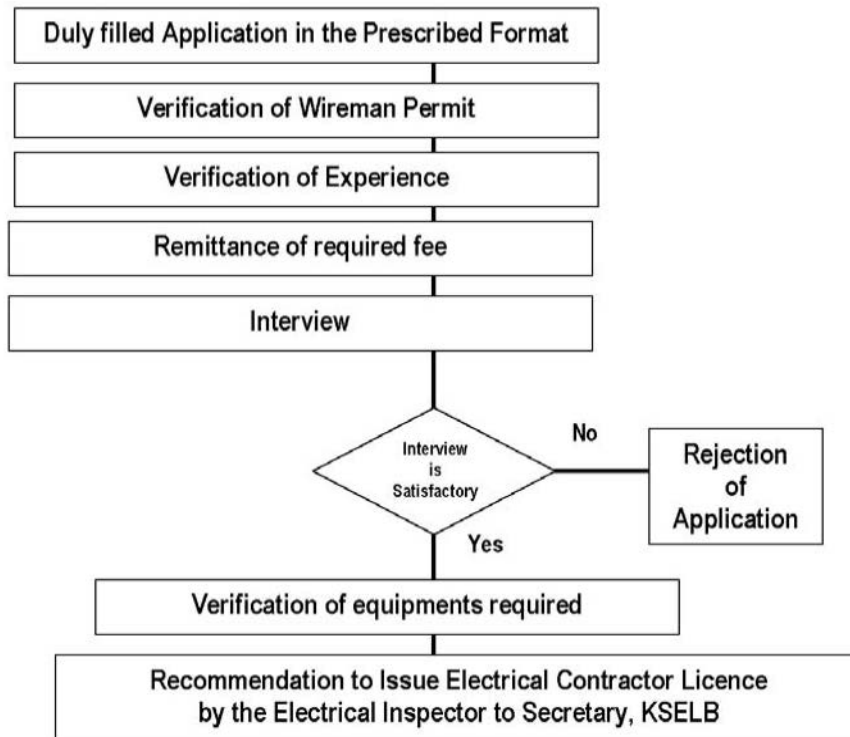 Duly filled Application in the Prescribed Format
Verification of Wireman Permit
Verification of Experience
Remittance of required fee
Interview
Interview
is
Satisfactory
No
Rejection
of
Application
Yes
Verification of equipments required
Recommendation to Issue Electrical Contractor Licence
by the Electrical Inspector to Secretary, KSELB